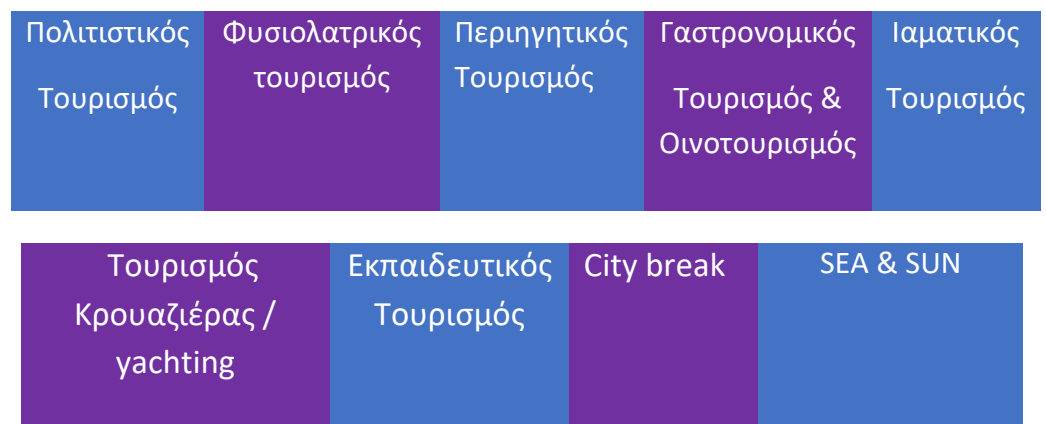 Πολιτιστικός
Τουρισμός
Φυσιολατρικός
τουρισμός
Περιηγητικός
Τουρισμός
Γαστρονομικός
Τουρισμός &
Οινοτουρισμός
Ιαματικός
Τουρισμός
Τουρισμός
Κρουαζιέρας /
yachting
Εκπαιδευτικός
Τουρισμός
City break
SEA & SUN